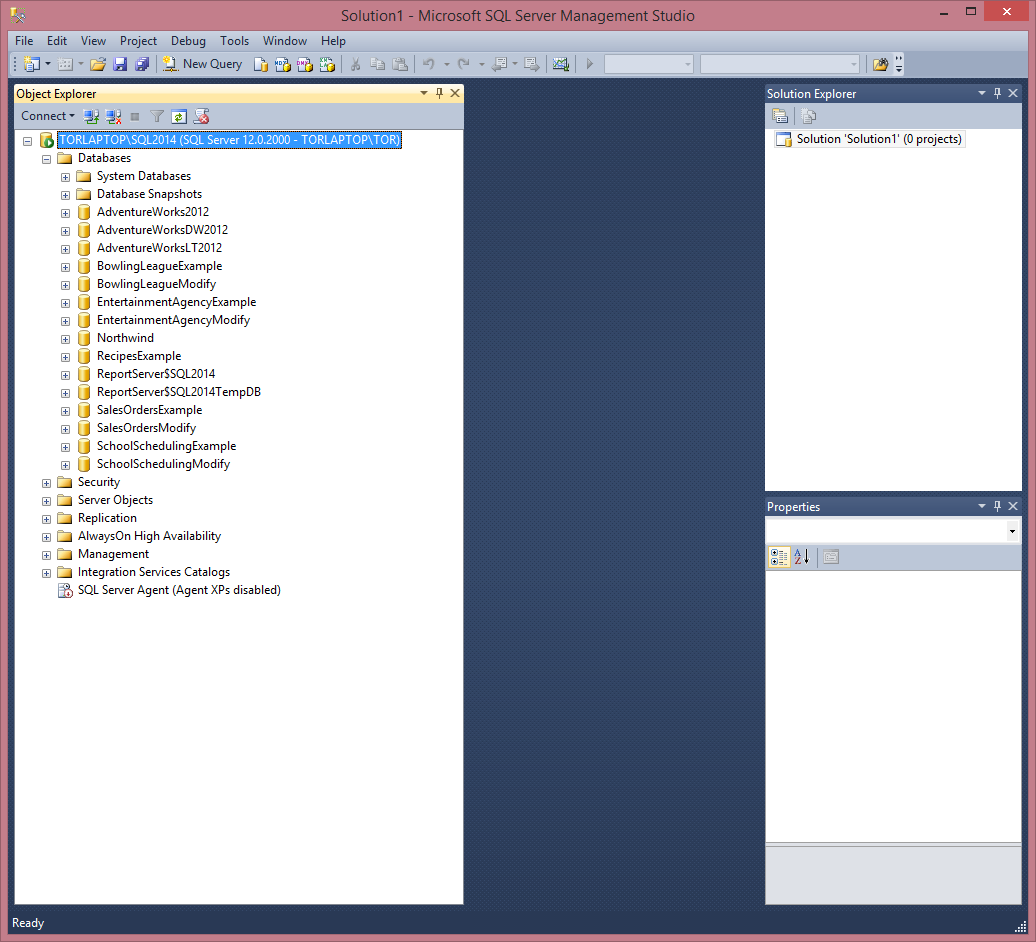 Solution1 - Microsoft SQL Server Management Studio
File Edit View Project Debug Tools Window Help
New Query
Object Explorer
Connect
TORLAPTOP\SQL2014 (SQL Server 12.0.2000 - TORLAPTOP\TOR)
Databases
System Databases
Database Snapshots
AdventureWorks2012
AdventureWorksDW2012
AdventureWorksLT2012
BowlingLeagueExample
BowlingLeagueModify
EntertainmentAgencyExample
EntertainmentAgencyModify
Northwind
RecipesExample
ReportServer$SQL2014
ReportServer$SQL2014TempDB
SalesOrdersExample
SalesOrdersModify
SchoolSchedulingExample
SchoolSchedulingModify
Security
Server Objects
Replication
AlwaysOn High Availability
Management
Integration Services Catalogs
SQL Server Agent (Agent XPs disabled)
Solution Explorer
Solution 'Solution1' (0 projects)
Properties
Ready